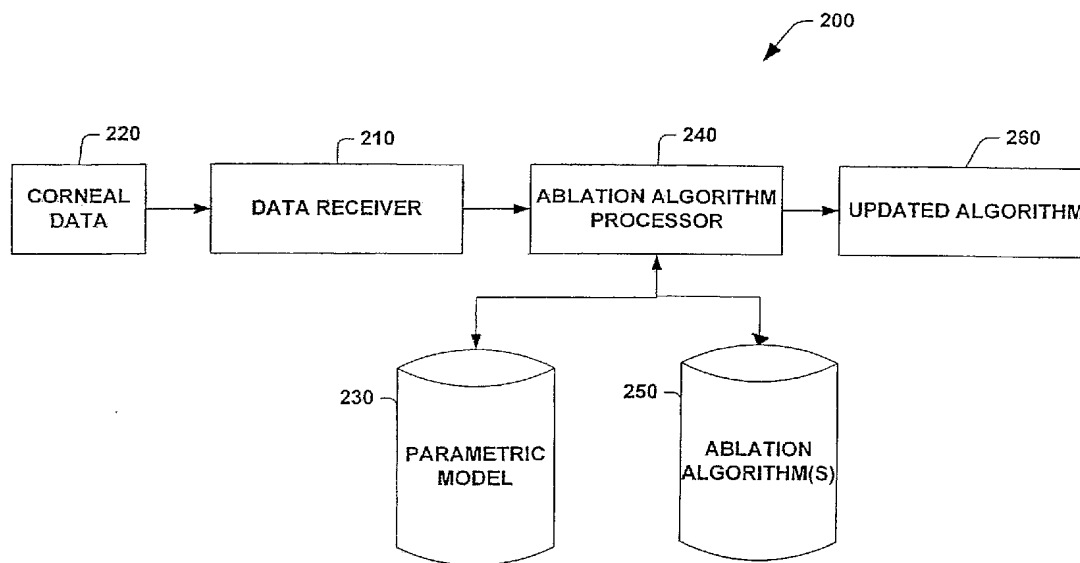 200
220
210
240
260
CORNEAL
DATA
DATA RECEIVER
ABLATION ALGORITHM
PROCESSOR
UPDATED ALGORITHM
230
PARAMETRIC
MODEL
250
ABLATION
ALGORITHM(S)